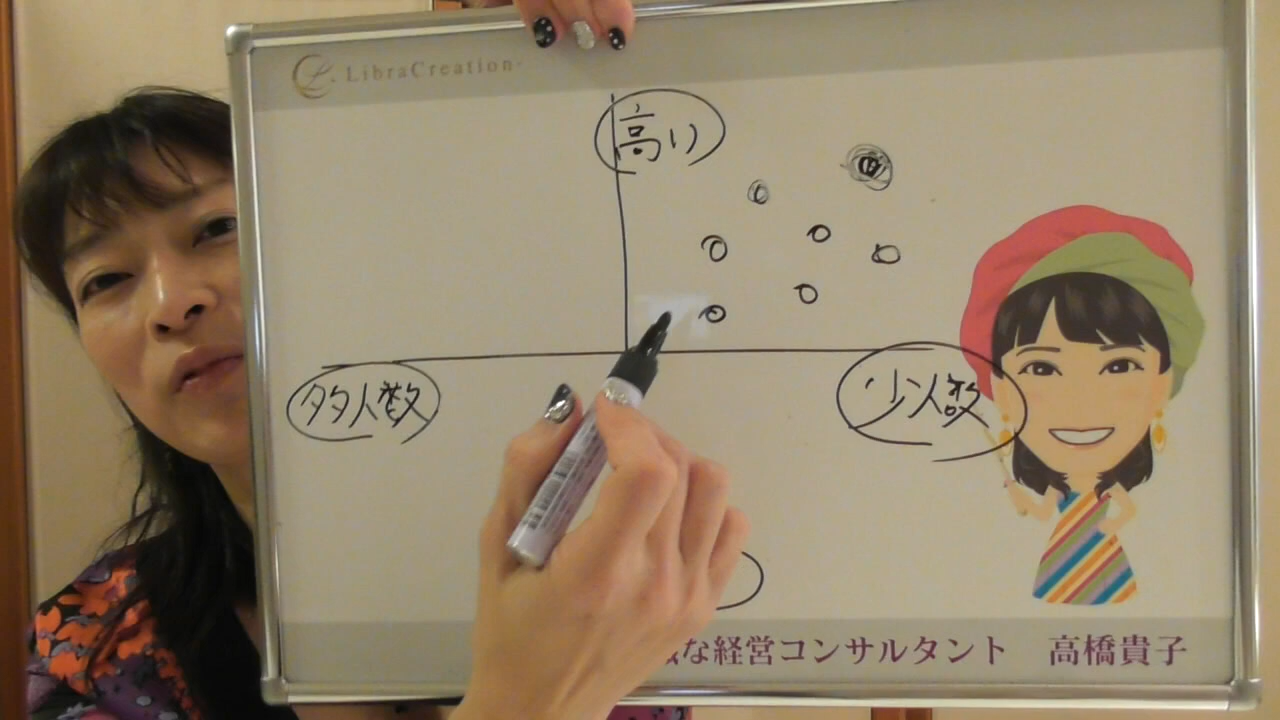 LibraCreation
高い
多人数
少人数
な経営コンサルタント 高橋貴子